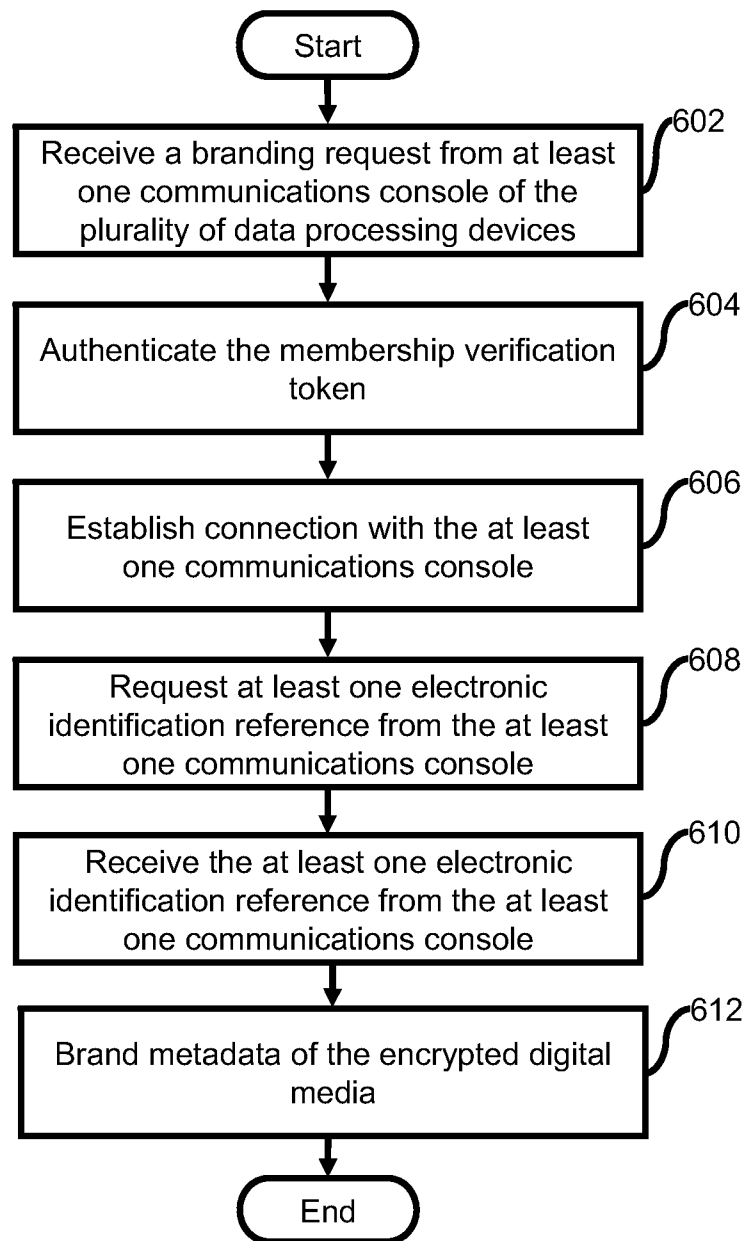 Start
602
Receive a branding request from at least
one communications console of the
plurality of data processing devices
604
Authenticate the membership verification
token
606
Establish connection with the at least
one communications console
608
Request at least one electronic
identification reference from the at least
one communications console
610
Receive the at least one electronic
identification reference from the at least
one communications console
612
Brand metadata of the encrypted digital
media
End